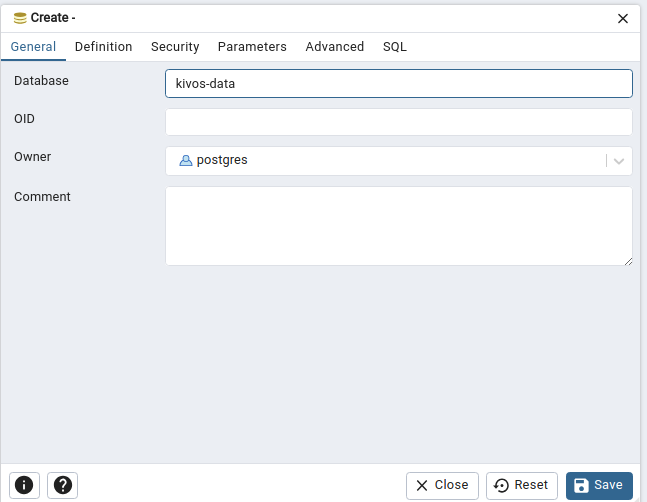 Create -
General Definition Security Parameters Advanced SQL
Database kivos-data
OID
Owner postgres
Comment
Close Reset Save